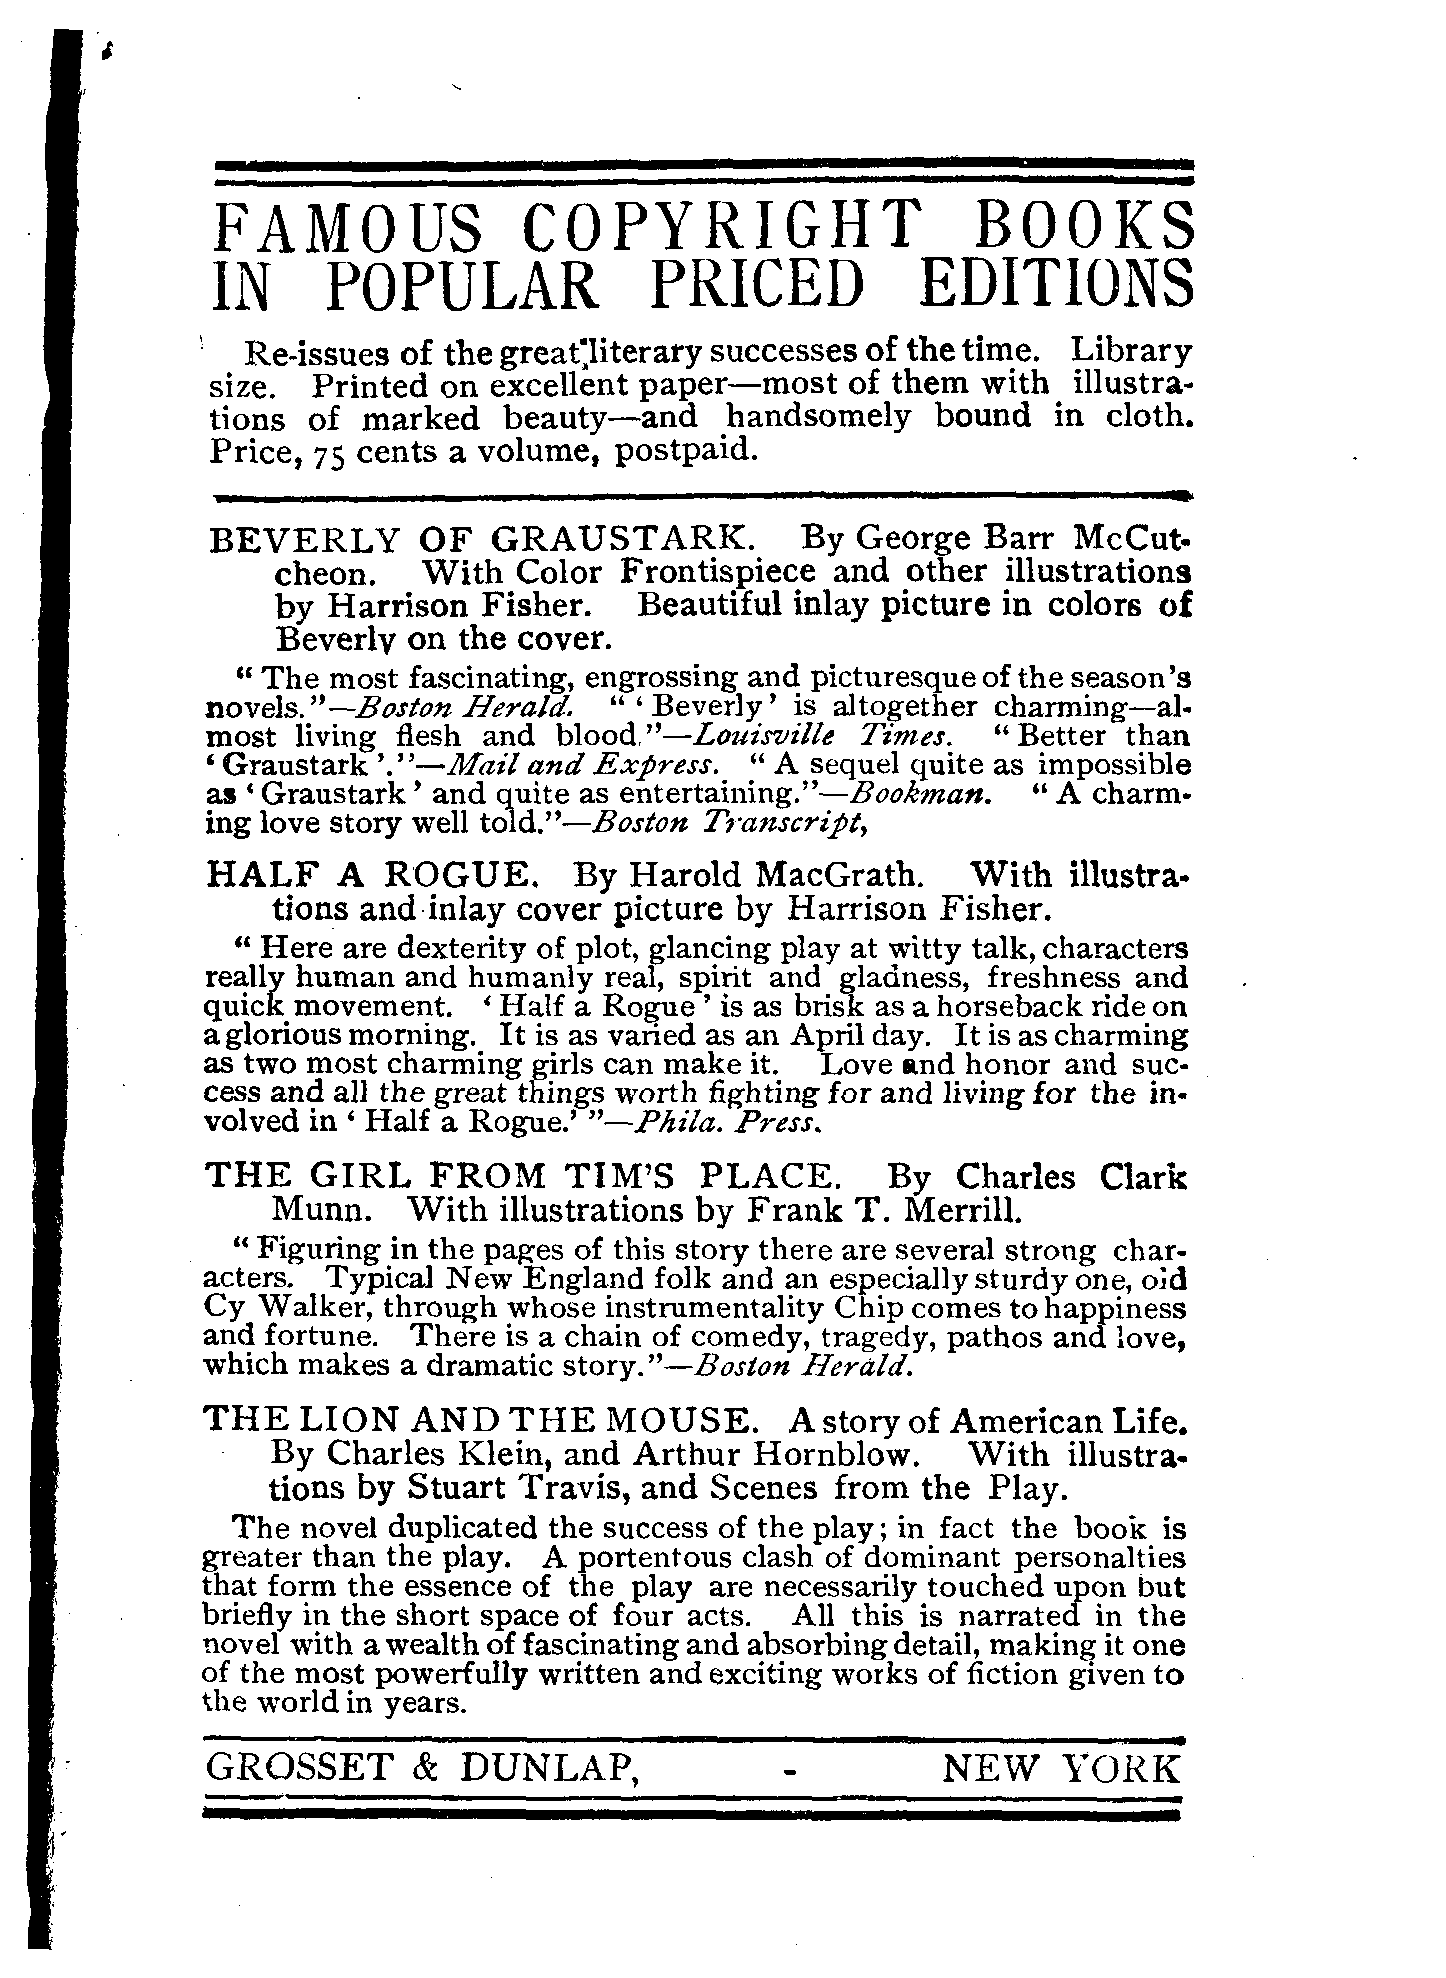 FAMOUS COPYRIGHT BOOKS
IN POPULAR PRICED EDITIONS
Re-issues of the great literary successes of the time. Library
size. Printed on excellent paper—most of them with illustra-
tions of marked beauty—and handsomely bound in cloth.
Price, 75 cents a volume, postpaid.
BEVERLY OF GRAUSTARK. By George Barr McCut-
cheon. With Color Frontispiece and other illustrations
by Harrison Fisher. Beautiful inlay picture in colors of
Beverly on the cover.
“ The most fascinating, engrossing and picturesque of the season's
novels.”—Boston Herald. “ ‘ Beverly ’ is altogether charming—al-
most living flesh and blood.”—Louisville Times. “ Better than
‘ Graustark ’.”—Mail and Express. “ A sequel quite as impossible
as ‘ Graustark ’ and quite as entertaining.”—Bookman. “ A charm-
ing love story well told.”—Boston Transcript,
HALF A ROGUE. By Harold MacGrath. With illustra-
tions and inlay cover picture by Harrison Fisher.
“ Here are dexterity of plot, glancing play at witty talk, characters
really human and humanly real, spirit and gladness, freshness and
quick movement. ‘ Half a Rogue ’ is as brisk as a horseback ride on
a glorious morning. It is as varied as an April day. It is as charming
as two most charming girls can make it. Love and honor and suc-
cess and all the great things worth fighting for and living for the in-
volved in ‘ Half a Rogue.’ ”—Phila. Press.
THE GIRL FROM TIM'S PLACE. By Charles Clark
Munn. With illustrations by Frank T. Merrill.
“ Figuring in the pages of this story there are several strong char-
acters. Typical New England folk and an especially sturdy one, old
Cy Walker, through whose instrumentality Chip comes to happiness
and fortune. There is a chain of comedy, tragedy, pathos and love,
which makes a dramatic story.”—Boston Herald.
THE LION AND THE MOUSE. A story of American Life.
By Charles Klein, and Arthur Hornblow. With illustra-
tions by Stuart Travis, and Scenes from the Play.
The novel duplicated the success of the play; in fact the book is
greater than the play. A portentous clash of dominant personalties
that form the essence of the play are necessarily touched upon but
briefly in the short space of four acts. All this is narrated in the
novel with a wealth of fascinating and absorbing detail, making it one
of the most powerfully written and exciting works of fiction given to
the world in years.
GROSSET & DUNLAP, - NEW YORK